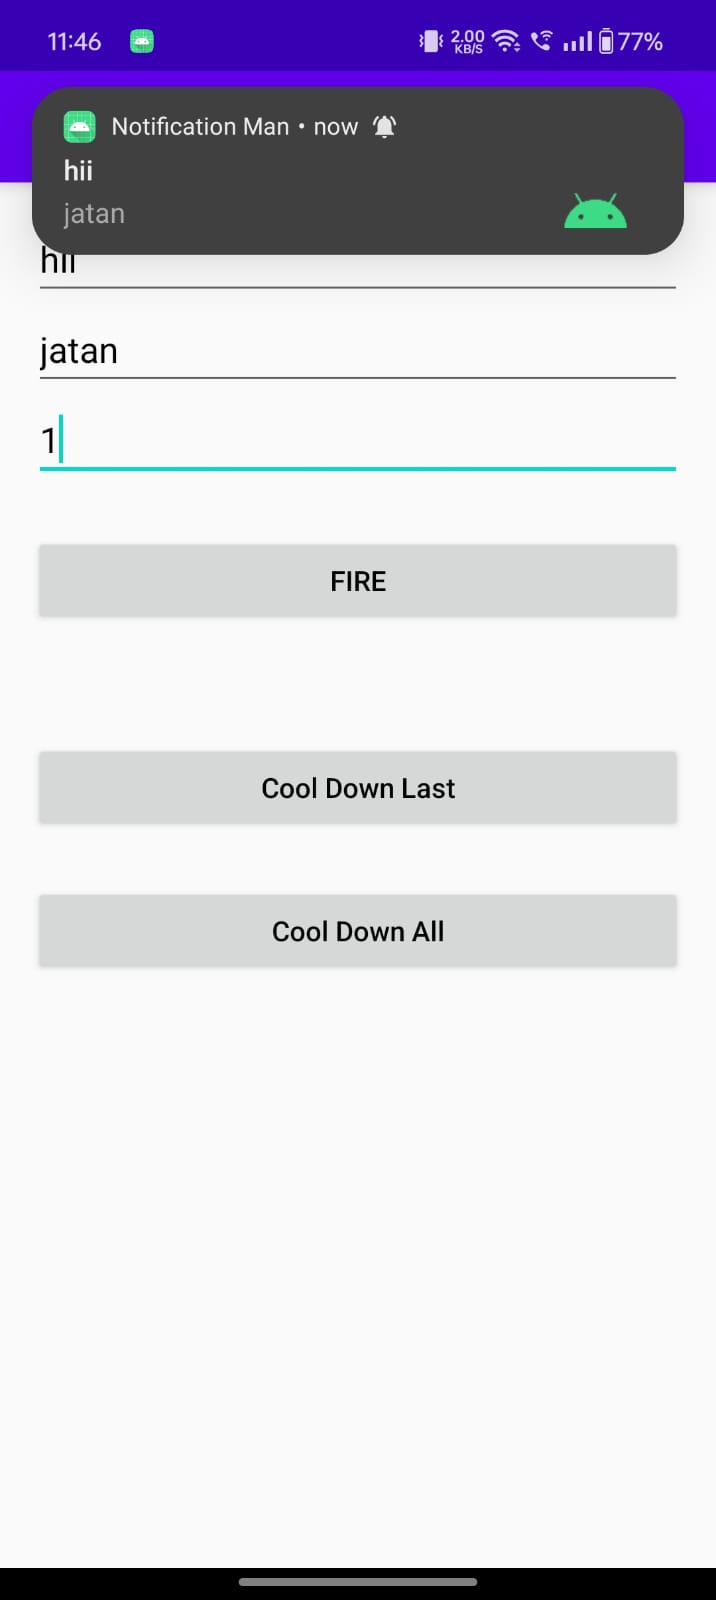 11:46 2.00 KB/S 77%
Notification Man • now
hii
jatan
hii
jatan
1
FIRE
Cool Down Last
Cool Down All